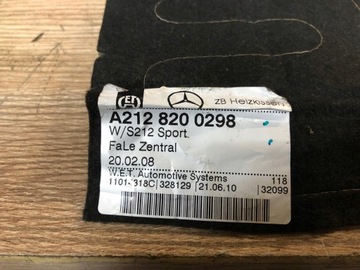 ZB Heizkissen
A212 820 0298
W/S212 Sport.
FaLe Zentral
20.02.08
W.E.T. Automotive Systems
118
1101-318C 328129 21.06.10 32099